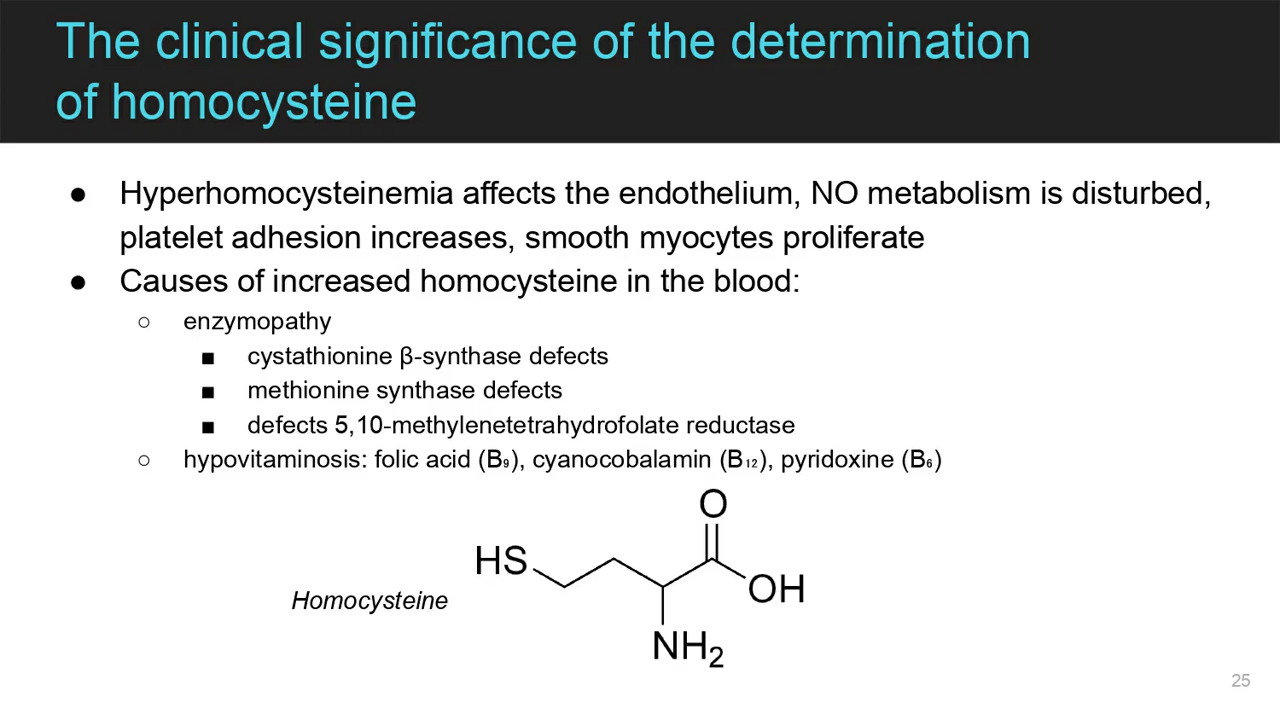 The clinical significance of the determination
of homocysteine
● Hyperhomocysteinemia affects the endothelium, NO metabolism is disturbed,
platelet adhesion increases, smooth myocytes proliferate
● Causes of increased homocysteine in the blood:
○ enzymopathy
■ cystathionine β-synthase defects
■ methionine synthase defects
■ defects 5,10-methylenetetrahydrofolate reductase
○ hypovitaminosis: folic acid (B₉), cyanocobalamin (B₁₂), pyridoxine (B₆)
O
HS
OH
Homocysteine
NH₂
25